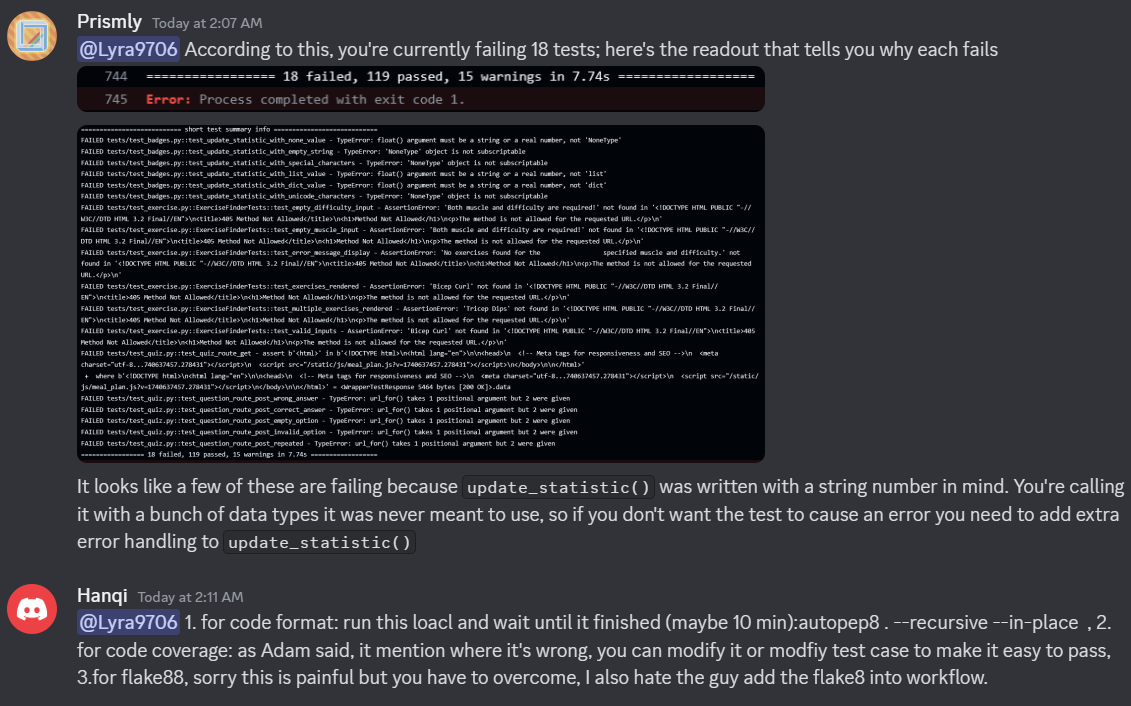 Prismly Today at 2:07 AM
@Lyra9706 According to this, you're currently failing 18 tests; here's the readout that tells you why each fails
744 ================= 18 failed, 119 passed, 15 warnings in 7.74s ==================
745 Error: Process completed with exit code 1.
=========================== short test summary info ============================
FAILED tests/test_badges.py::test_update_statistic_with_none_value - TypeError: float() argument must be a string or a real number, not 'NoneType'
FAILED tests/test_badges.py::test_update_statistic_with_empty_string - TypeError: 'NoneType' object is not subscriptable
FAILED tests/test_badges.py::test_update_statistic_with_special_characters - TypeError: 'NoneType' object is not subscriptable
FAILED tests/test_badges.py::test_update_statistic_with_list_value - TypeError: float() argument must be a string or a real number, not 'list'
FAILED tests/test_badges.py::test_update_statistic_with_dict_value - TypeError: float() argument must be a string or a real number, not 'dict'
FAILED tests/test_badges.py::test_update_statistic_with_unicode_characters - TypeError: 'NoneType' object is not subscriptable
FAILED tests/test_exercise.py::ExerciseFinderTests::test_empty_difficulty_input - AssertionError: 'Both muscle and difficulty are required!' not found in '<!DOCTYPE HTML PUBLIC "-//
W3C//DTD HTML 3.2 Final//EN">\n<title>405 Method Not Allowed</title>\n<h1>Method Not Allowed</h1>\n<p>The method is not allowed for the requested URL.</p>\n'
FAILED tests/test_exercise.py::ExerciseFinderTests::test_empty_muscle_input - AssertionError: 'Both muscle and difficulty are required!' not found in '<!DOCTYPE HTML PUBLIC "-//W3C//
DTD HTML 3.2 Final//EN">\n<title>405 Method Not Allowed</title>\n<h1>Method Not Allowed</h1>\n<p>The method is not allowed for the requested URL.</p>\n'
FAILED tests/test_exercise.py::ExerciseFinderTests::test_error_message_display - AssertionError: 'No exercises found for the specified muscle and difficulty.' not
found in '<!DOCTYPE HTML PUBLIC "-//W3C//DTD HTML 3.2 Final//EN">\n<title>405 Method Not Allowed</title>\n<h1>Method Not Allowed</h1>\n<p>The method is not allowed for the requested
URL.</p>\n'
FAILED tests/test_exercise.py::ExerciseFinderTests::test_exercises_rendered - AssertionError: 'Bicep Curl' not found in '<!DOCTYPE HTML PUBLIC "-//W3C//DTD HTML 3.2 Final//
EN">\n<title>405 Method Not Allowed</title>\n<h1>Method Not Allowed</h1>\n<p>The method is not allowed for the requested URL.</p>\n'
FAILED tests/test_exercise.py::ExerciseFinderTests::test_multiple_exercises_rendered - AssertionError: 'Tricep Dips' not found in '<!DOCTYPE HTML PUBLIC "-//W3C//DTD HTML 3.2 Final//
EN">\n<title>405 Method Not Allowed</title>\n<h1>Method Not Allowed</h1>\n<p>The method is not allowed for the requested URL.</p>\n'
FAILED tests/test_exercise.py::ExerciseFinderTests::test_valid_inputs - AssertionError: 'Bicep Curl' not found in '<!DOCTYPE HTML PUBLIC "-//W3C//DTD HTML 3.2 Final//EN">\n<title>405
Method Not Allowed</title>\n<h1>Method Not Allowed</h1>\n<p>The method is not allowed for the requested URL.</p>\n'
FAILED tests/test_quiz.py::test_quiz_route_get - assert b'<html>' in b'<!DOCTYPE html>\n<html lang="en">\n\n<head>\n  <!-- Meta tags for responsiveness and SEO -->\n  <meta
charset="utf-8...740637457.278431"></script>\n  <script src="/static/js/meal_plan.js?v=1740637457.278431"></script>\n</body>\n\n</html>'
+  where b'<!DOCTYPE html>\n<html lang="en">\n\n<head>\n  <!-- Meta tags for responsiveness and SEO -->\n  <meta charset="utf-8...740637457.278431"></script>\n  <script src="/static/
js/meal_plan.js?v=1740637457.278431"></script>\n</body>\n\n</html>' = <WrapperTestResponse 5464 bytes [200 OK]>.data
FAILED tests/test_quiz.py::test_question_route_post_wrong_answer - TypeError: url_for() takes 1 positional argument but 2 were given
FAILED tests/test_quiz.py::test_question_route_post_correct_answer - TypeError: url_for() takes 1 positional argument but 2 were given
FAILED tests/test_quiz.py::test_question_route_post_empty_option - TypeError: url_for() takes 1 positional argument but 2 were given
FAILED tests/test_quiz.py::test_question_route_post_invalid_option - TypeError: url_for() takes 1 positional argument but 2 were given
FAILED tests/test_quiz.py::test_question_route_post_repeated - TypeError: url_for() takes 1 positional argument but 2 were given
================= 18 failed, 119 passed, 15 warnings in 7.74s ==================
It looks like a few of these are failing because update_statistic() was written with a string number in mind. You're calling
it with a bunch of data types it was never meant to use, so if you don't want the test to cause an error you need to add extra
error handling to update_statistic()
Hanqi Today at 2:11 AM
@Lyra9706 1. for code format: run this loacl and wait until it finished (maybe 10 min):autopep8 . --recursive --in-place , 2.
for code coverage: as Adam said, it mention where it's wrong, you can modify it or modfiy test case to make it easy to pass,
3.for flake88, sorry this is painful but you have to overcome, I also hate the guy add the flake8 into workflow.